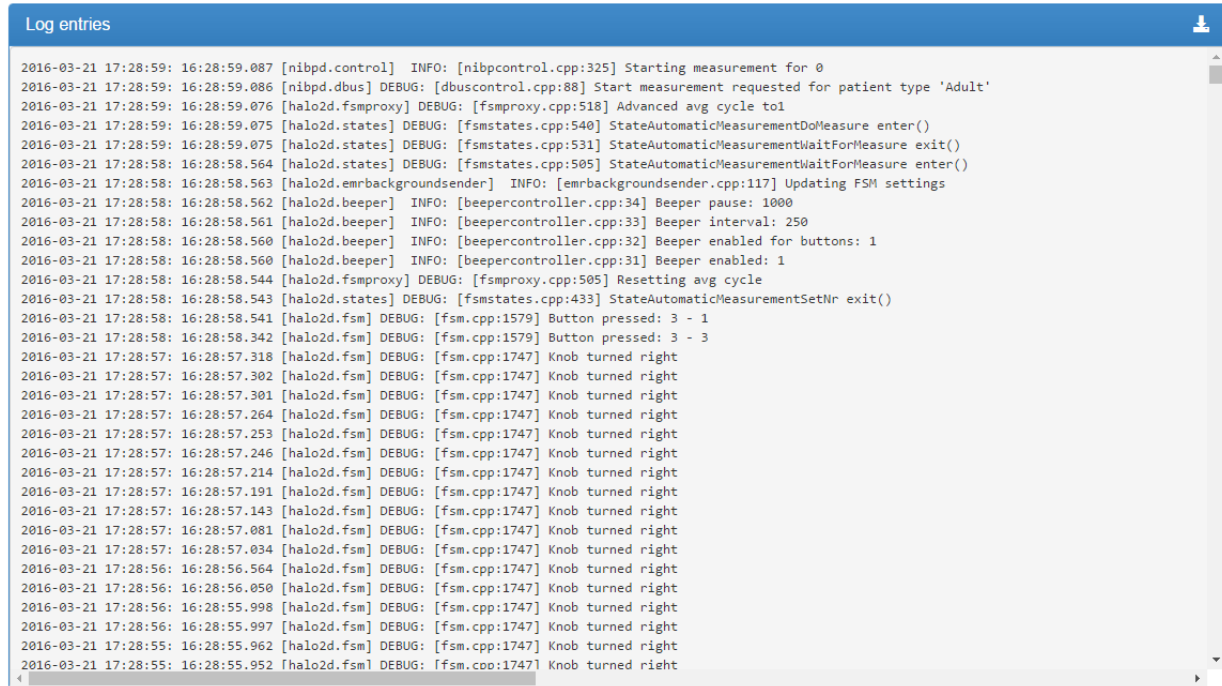 Log entries
2016-03-21 17:28:59: 16:28:59.087 [nibpd.control]  INFO: [nibpcontrol.cpp:325] Starting measurement for 0
2016-03-21 17:28:59: 16:28:59.086 [nibpd.dbus] DEBUG: [dbuscontrol.cpp:88] Start measurement requested for patient type 'Adult'
2016-03-21 17:28:59: 16:28:59.076 [halo2d.fsmproxy] DEBUG: [fsmproxy.cpp:518] Advanced avg cycle to1
2016-03-21 17:28:59: 16:28:59.075 [halo2d.states] DEBUG: [fsmstates.cpp:540] StateAutomaticMeasurementDoMeasure enter()
2016-03-21 17:28:59: 16:28:59.075 [halo2d.states] DEBUG: [fsmstates.cpp:531] StateAutomaticMeasurementWaitForMeasure exit()
2016-03-21 17:28:58: 16:28:58.564 [halo2d.states] DEBUG: [fsmstates.cpp:505] StateAutomaticMeasurementWaitForMeasure enter()
2016-03-21 17:28:58: 16:28:58.563 [halo2d.emrbackgroundsender]  INFO: [emrbackgroundsender.cpp:117] Updating FSM settings
2016-03-21 17:28:58: 16:28:58.562 [halo2d.beeper]  INFO: [beepercontroller.cpp:34] Beeper pause: 1000
2016-03-21 17:28:58: 16:28:58.561 [halo2d.beeper]  INFO: [beepercontroller.cpp:33] Beeper interval: 250
2016-03-21 17:28:58: 16:28:58.560 [halo2d.beeper]  INFO: [beepercontroller.cpp:32] Beeper enabled for buttons: 1
2016-03-21 17:28:58: 16:28:58.560 [halo2d.beeper]  INFO: [beepercontroller.cpp:31] Beeper enabled: 1
2016-03-21 17:28:58: 16:28:58.544 [halo2d.fsmproxy] DEBUG: [fsmproxy.cpp:505] Resetting avg cycle
2016-03-21 17:28:58: 16:28:58.543 [halo2d.states] DEBUG: [fsmstates.cpp:433] StateAutomaticMeasurementSetNr exit()
2016-03-21 17:28:58: 16:28:58.541 [halo2d.fsm] DEBUG: [fsm.cpp:1579] Button pressed: 3 - 1
2016-03-21 17:28:58: 16:28:58.342 [halo2d.fsm] DEBUG: [fsm.cpp:1579] Button pressed: 3 - 3
2016-03-21 17:28:57: 16:28:57.318 [halo2d.fsm] DEBUG: [fsm.cpp:1747] Knob turned right
2016-03-21 17:28:57: 16:28:57.302 [halo2d.fsm] DEBUG: [fsm.cpp:1747] Knob turned right
2016-03-21 17:28:57: 16:28:57.301 [halo2d.fsm] DEBUG: [fsm.cpp:1747] Knob turned right
2016-03-21 17:28:57: 16:28:57.264 [halo2d.fsm] DEBUG: [fsm.cpp:1747] Knob turned right
2016-03-21 17:28:57: 16:28:57.253 [halo2d.fsm] DEBUG: [fsm.cpp:1747] Knob turned right
2016-03-21 17:28:57: 16:28:57.246 [halo2d.fsm] DEBUG: [fsm.cpp:1747] Knob turned right
2016-03-21 17:28:57: 16:28:57.214 [halo2d.fsm] DEBUG: [fsm.cpp:1747] Knob turned right
2016-03-21 17:28:57: 16:28:57.191 [halo2d.fsm] DEBUG: [fsm.cpp:1747] Knob turned right
2016-03-21 17:28:57: 16:28:57.143 [halo2d.fsm] DEBUG: [fsm.cpp:1747] Knob turned right
2016-03-21 17:28:57: 16:28:57.081 [halo2d.fsm] DEBUG: [fsm.cpp:1747] Knob turned right
2016-03-21 17:28:57: 16:28:57.034 [halo2d.fsm] DEBUG: [fsm.cpp:1747] Knob turned right
2016-03-21 17:28:56: 16:28:56.564 [halo2d.fsm] DEBUG: [fsm.cpp:1747] Knob turned right
2016-03-21 17:28:56: 16:28:56.050 [halo2d.fsm] DEBUG: [fsm.cpp:1747] Knob turned right
2016-03-21 17:28:56: 16:28:55.998 [halo2d.fsm] DEBUG: [fsm.cpp:1747] Knob turned right
2016-03-21 17:28:56: 16:28:55.997 [halo2d.fsm] DEBUG: [fsm.cpp:1747] Knob turned right
2016-03-21 17:28:55: 16:28:55.962 [halo2d.fsm] DEBUG: [fsm.cpp:1747] Knob turned right
2016-03-21 17:28:55: 16:28:55.952 [halo2d.fsm] DEBUG: [fsm.cpp:1747] Knob turned right